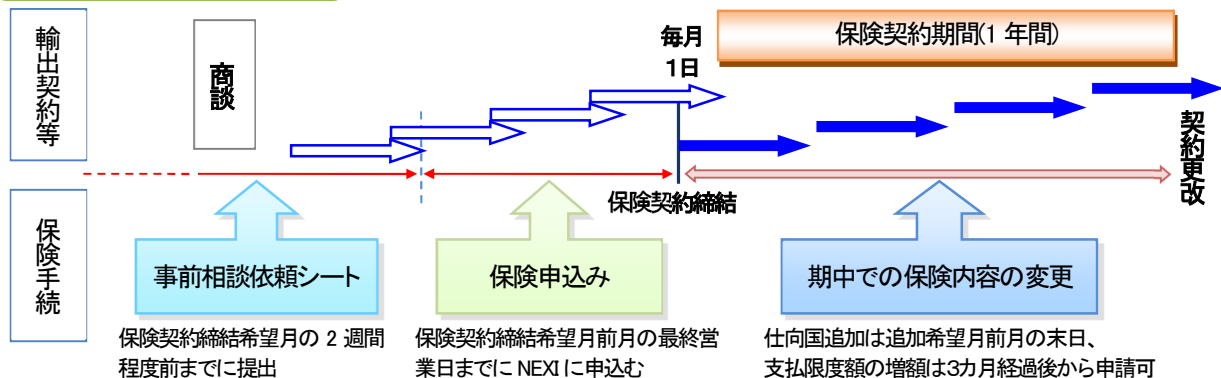 輸出契約等
商談
毎月
1日
保険契約期間(1年間)
契約更改
保険契約締結
保険手続
事前相談依頼シート
保険契約締結希望月の 2 週間
程度前までに提出
保険申込み
保険契約締結希望月前月の最終営
業日までに NEXI に申込む
期中での保険内容の変更
仕向国追加は追加希望月前月の末日、
支払限度額の増額は3カ月経過後から申請可